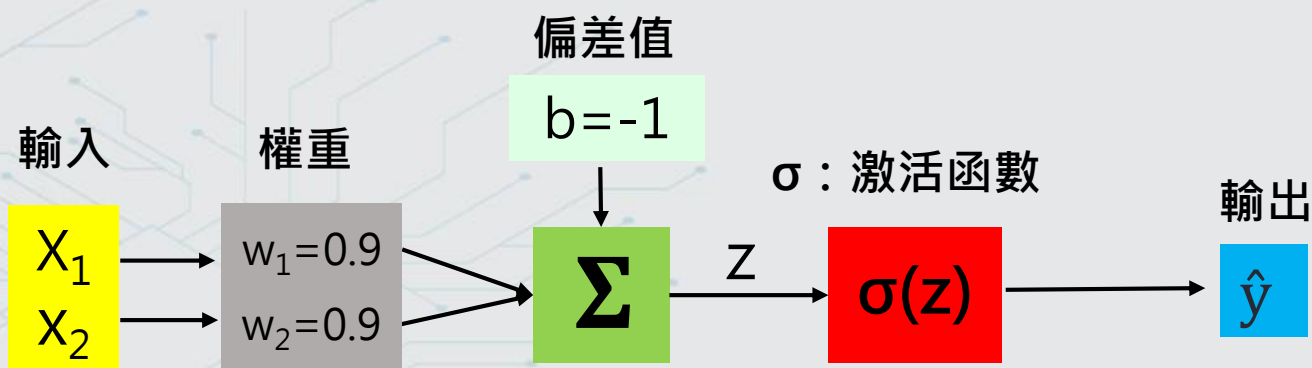 偏差值
b=-1
輸入
權重
σ：激活函數
輸出
X₁
x₂
w₁=0.9
w₂=0.9
Σ
z
σ(z)
ŷ